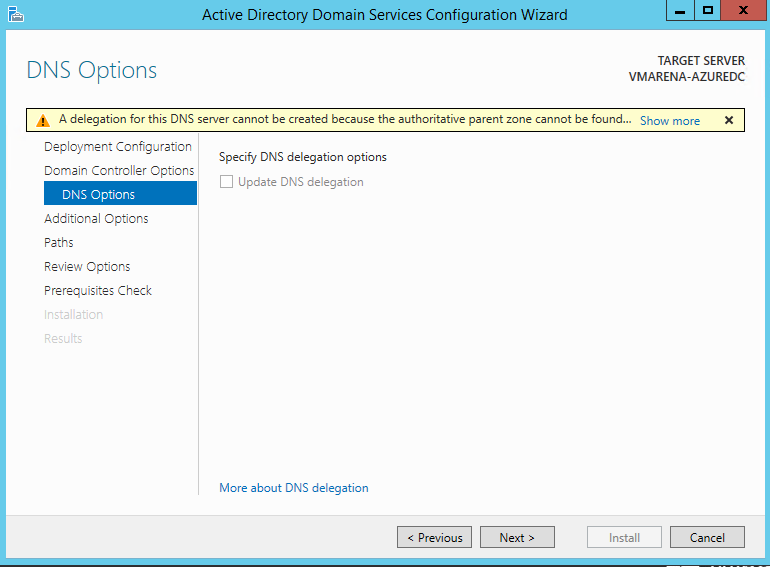 Active Directory Domain Services Configuration Wizard
DNS Options
TARGET SERVER
VMARENA-AZUREDC
A delegation for this DNS server cannot be created because the authoritative parent zone cannot be found... Show more
Deployment Configuration
Domain Controller Options
DNS Options
Additional Options
Paths
Review Options
Prerequisites Check
Installation
Results
Specify DNS delegation options
Update DNS delegation
More about DNS delegation
< Previous
Next >
Install
Cancel